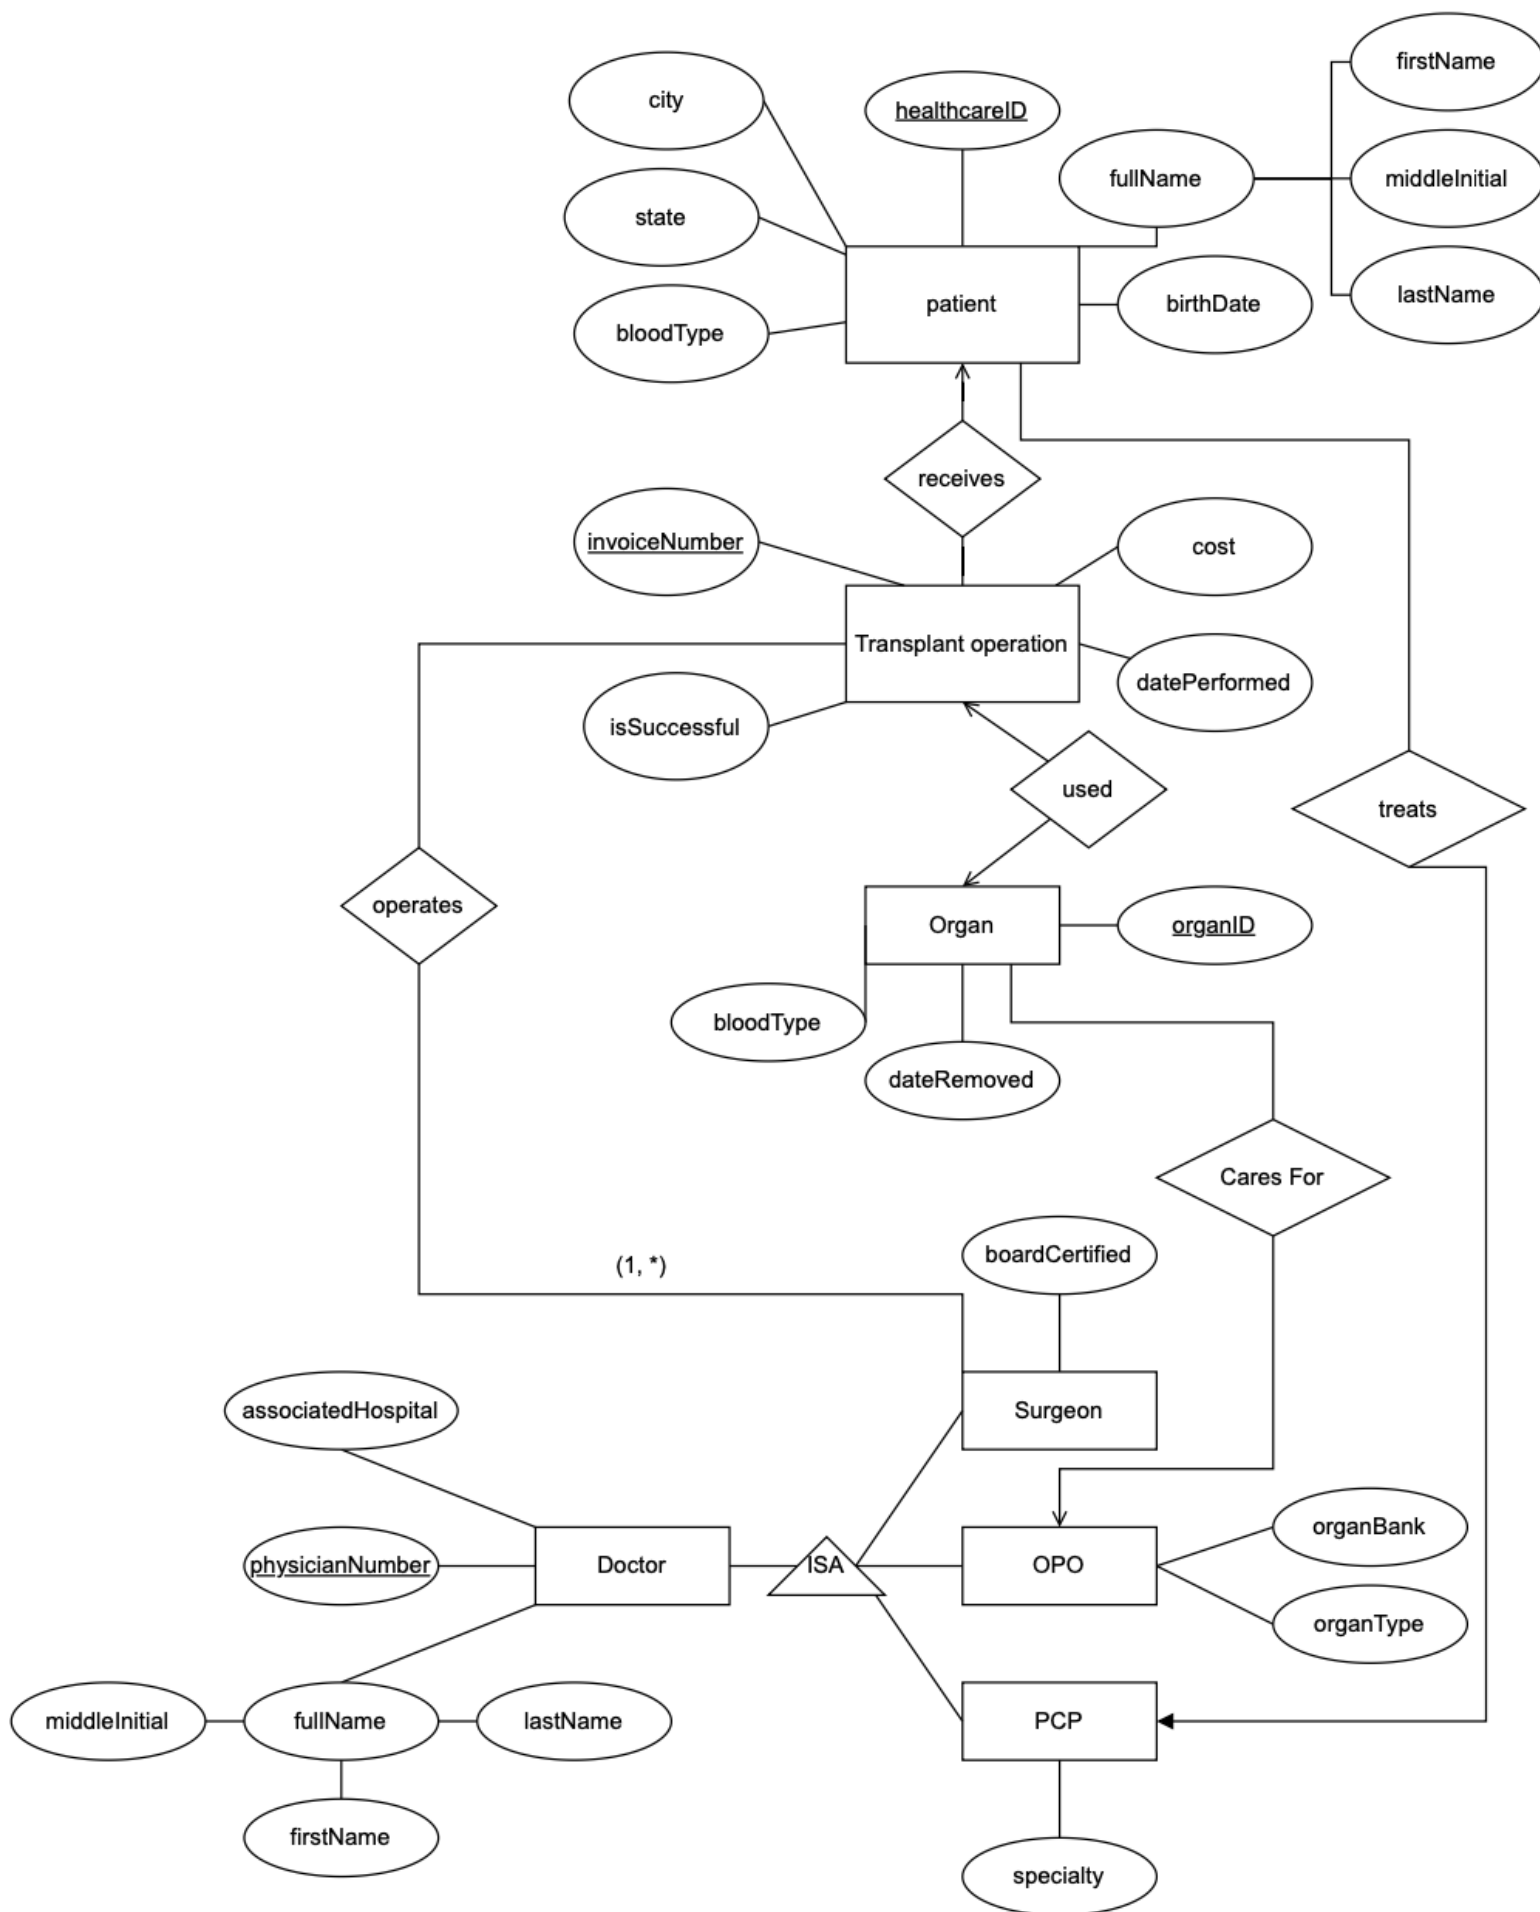 firstName
city
healthcareID
fullName
middleInitial
state
lastName
patient
birthDate
bloodType
receives
invoiceNumber
cost
Transplant operation
datePerformed
isSuccessful
used
treats
operates
Organ
organID
bloodType
dateRemoved
Cares For
boardCertified
(1, *)
associatedHospital
Surgeon
organBank
physicianNumber
Doctor
ISA
OPO
organType
middleInitial
fullName
lastName
PCP
firstName
specialty